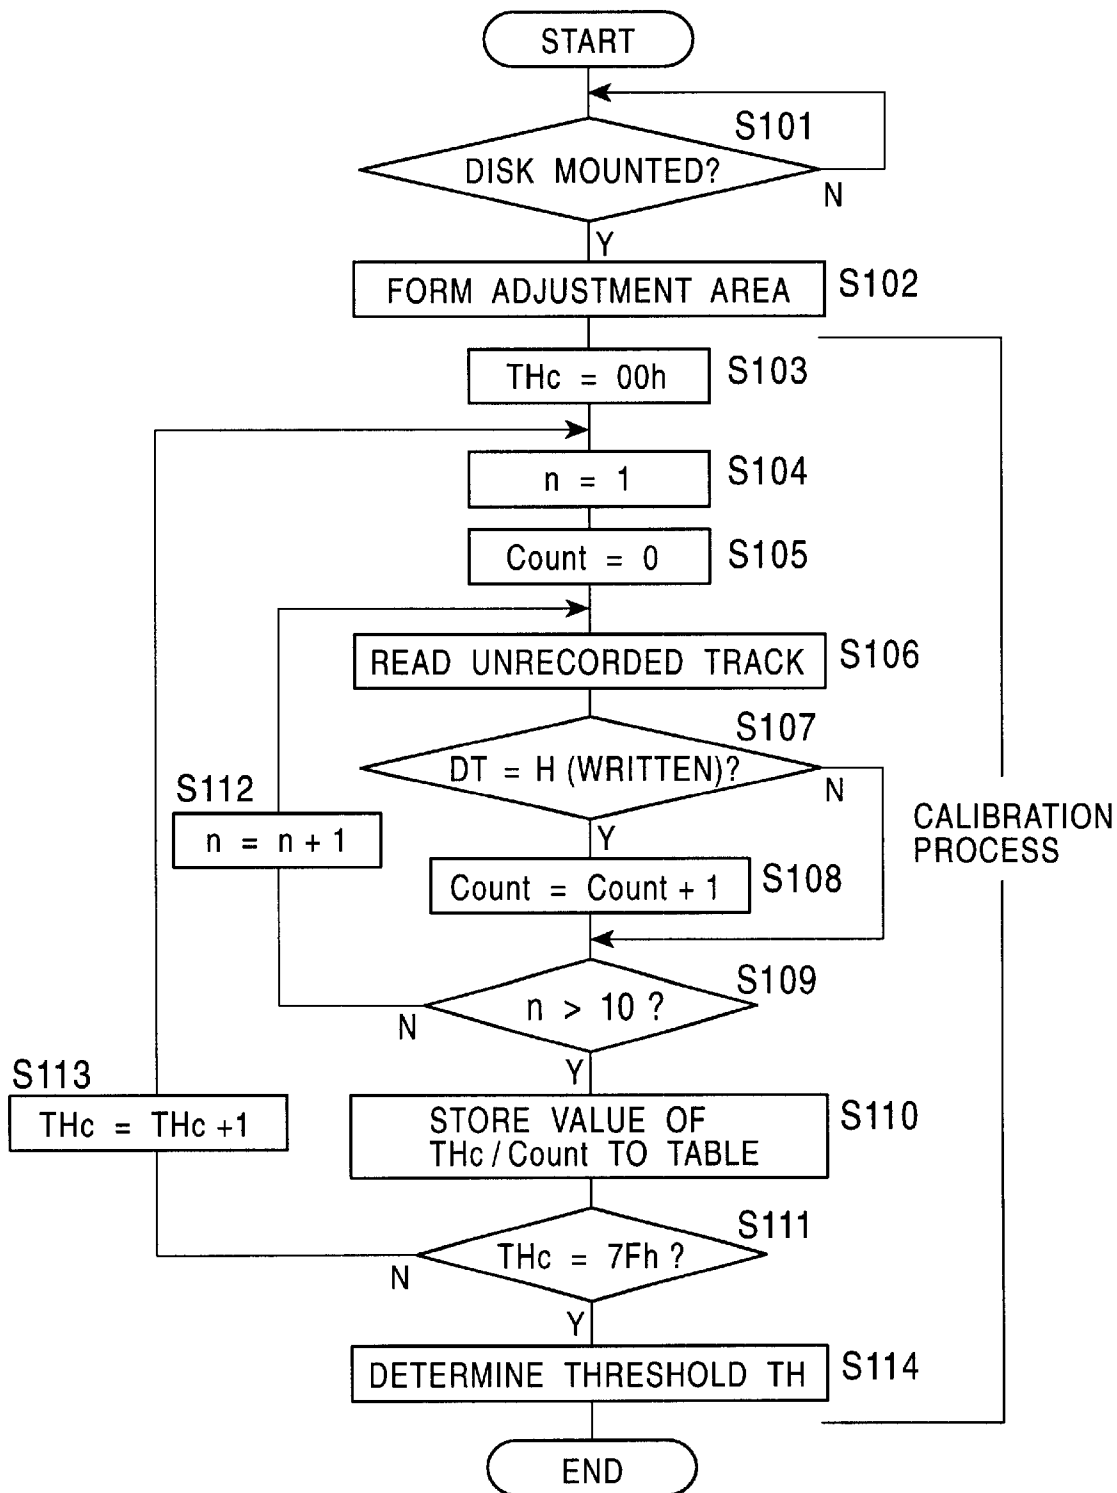 START
S101
DISK MOUNTED?
N
Y
FORM ADJUSTMENT AREA
S102
THc = 00h
S103
n = 1
S104
Count = 0
S105
READ UNRECORDED TRACK
S106
S107
DT = H (WRITTEN)?
N
S112
n = n + 1
Y
CALIBRATION
PROCESS
Count = Count + 1
S108
S109
n > 10 ?
N
Y
S113
THc = THc +1
STORE VALUE OF
THc / Count TO TABLE
S110
S111
THc = 7Fh ?
N
Y
DETERMINE THRESHOLD TH
S114
END